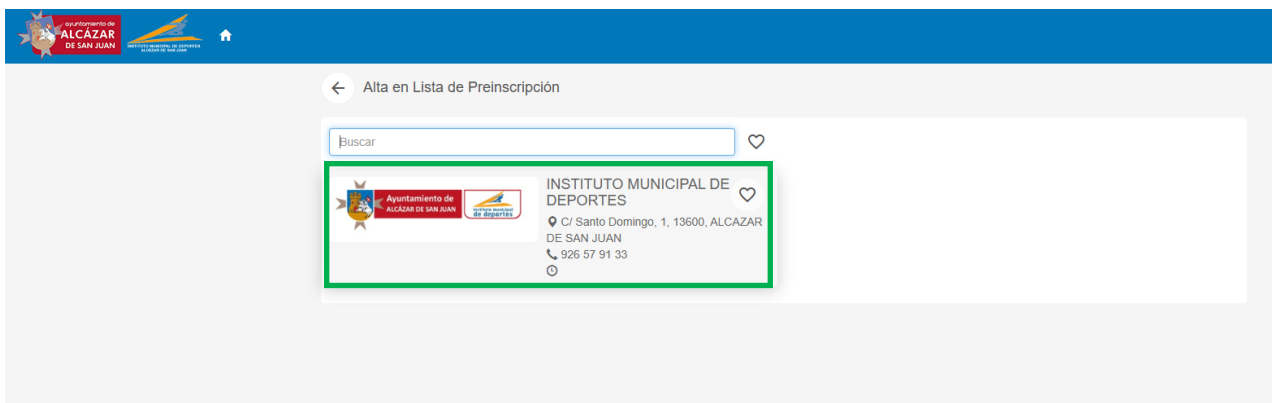 ayuntamiento de
ALCÁZAR
DE SAN JUAN
INSTITUTO MUNICIPAL DE DEPORTES
ALCÁZAR DE SAN JUAN
Alta en Lista de Preinscripción
Buscar
Ayuntamiento de
ALCÁZAR DE SAN JUAN
instituto municipal
de deportes
INSTITUTO MUNICIPAL DE
DEPORTES
C/ Santo Domingo, 1, 13600, ALCAZAR
DE SAN JUAN
926 57 91 33